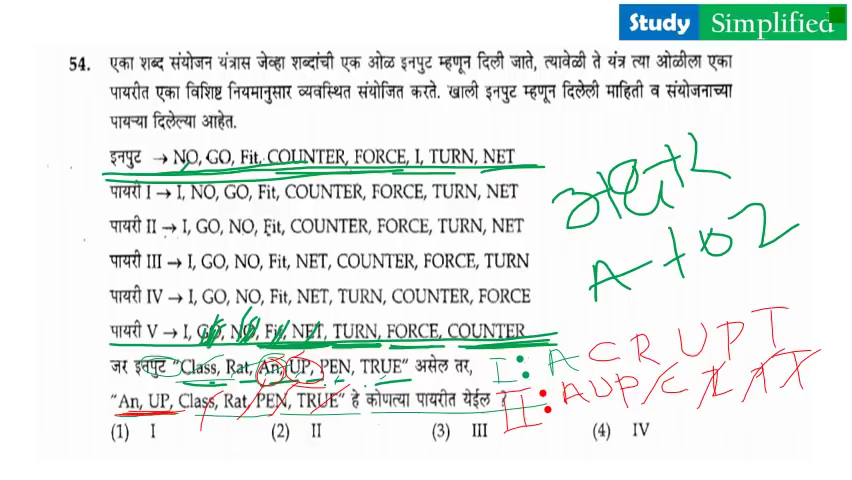 Study Simplified
54. एका शब्द संयोजन यंत्रास जेव्हा शब्दांची एक ओळ इनपुट म्हणून दिली जाते, त्यावेळी ते यंत्र त्या ओळीला एका
पायरीत एका विशिष्ट नियमानुसार व्यवस्थित संयोजित करते. खाली इनपुट म्हणून दिलेली माहिती व संयोजनाच्या
पायऱ्या दिलेल्या आहेत.
इनपुट → NO, GO, Fit, COUNTER, FORCE, I, TURN, NET
पायरी I → I, NO, GO, Fit, COUNTER, FORCE, TURN, NET
पायरी II → I, GO, NO, Fit, COUNTER, FORCE, TURN, NET
पायरी III → I, GO, NO, Fit, NET, COUNTER, FORCE, TURN
पायरी IV → I, GO, NO, Fit, NET, TURN, COUNTER, FORCE
पायरी V → I, GO, NO, Fit, NET, TURN, FORCE, COUNTER
जर इनपुट "Class, Rat, An, UP, PEN, TRUE" असेल तर,
"An, UP, Class, Rat, PEN, TRUE" हे कोणत्या पायरीत येईल ?
(1) I (2) II (3) III (4) IV
A to Z
I : A C R U P T
II : A UP C